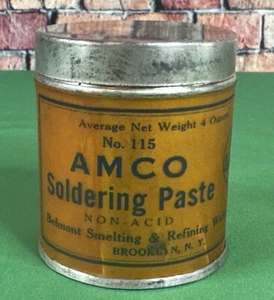 Average Net Weight 4 Ounces
No. 115
AMCO
Soldering Paste
NON-ACID
Belmont Smelting & Refining
BROOKLYN, N. Y.